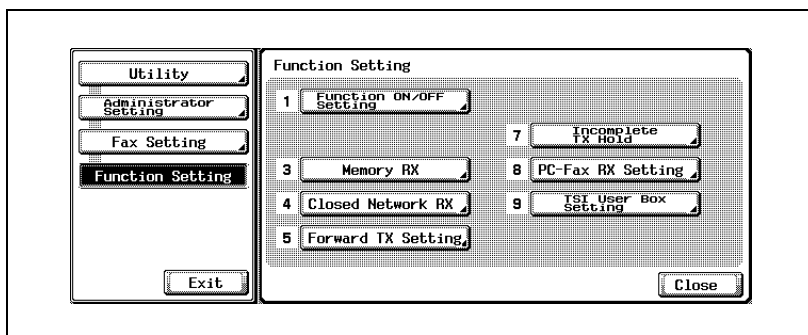 Utility
Administrator
Setting
Fax Setting
Function Setting
Exit
Function Setting
1 Function ON/OFF
Setting
7 Incomplete
TX Hold
3 Memory RX
8 PC-Fax RX Setting
4 Closed Network RX
9 TSI User Box
Setting
5 Forward TX Setting
Close